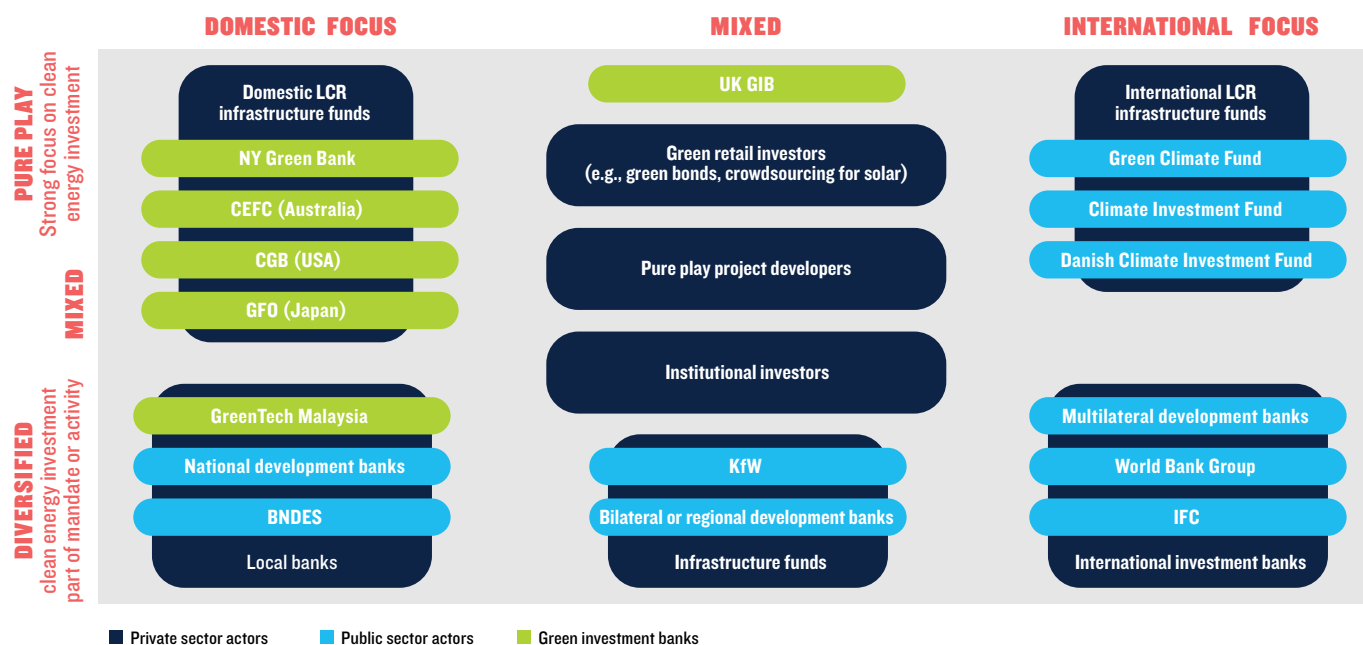 DOMESTIC FOCUS
MIXED
INTERNATIONAL FOCUS
PURE PLAY
Strong focus on clean
energy investment
MIXED
DIVERSIFIED
clean energy investment
part of mandate or activity
Domestic LCR
infrastructure funds
NY Green Bank
CEFC (Australia)
CGB (USA)
GFO (Japan)
GreenTech Malaysia
National development banks
BNDES
Local banks
UK GIB
Green retail investors
(e.g., green bonds, crowdsourcing for solar)
Pure play project developers
Institutional investors
KfW
Bilateral or regional development banks
Infrastructure funds
International LCR
infrastructure funds
Green Climate Fund
Climate Investment Fund
Danish Climate Investment Fund
Multilateral development banks
World Bank Group
IFC
International investment banks
Private sector actors
Public sector actors
Green investment banks